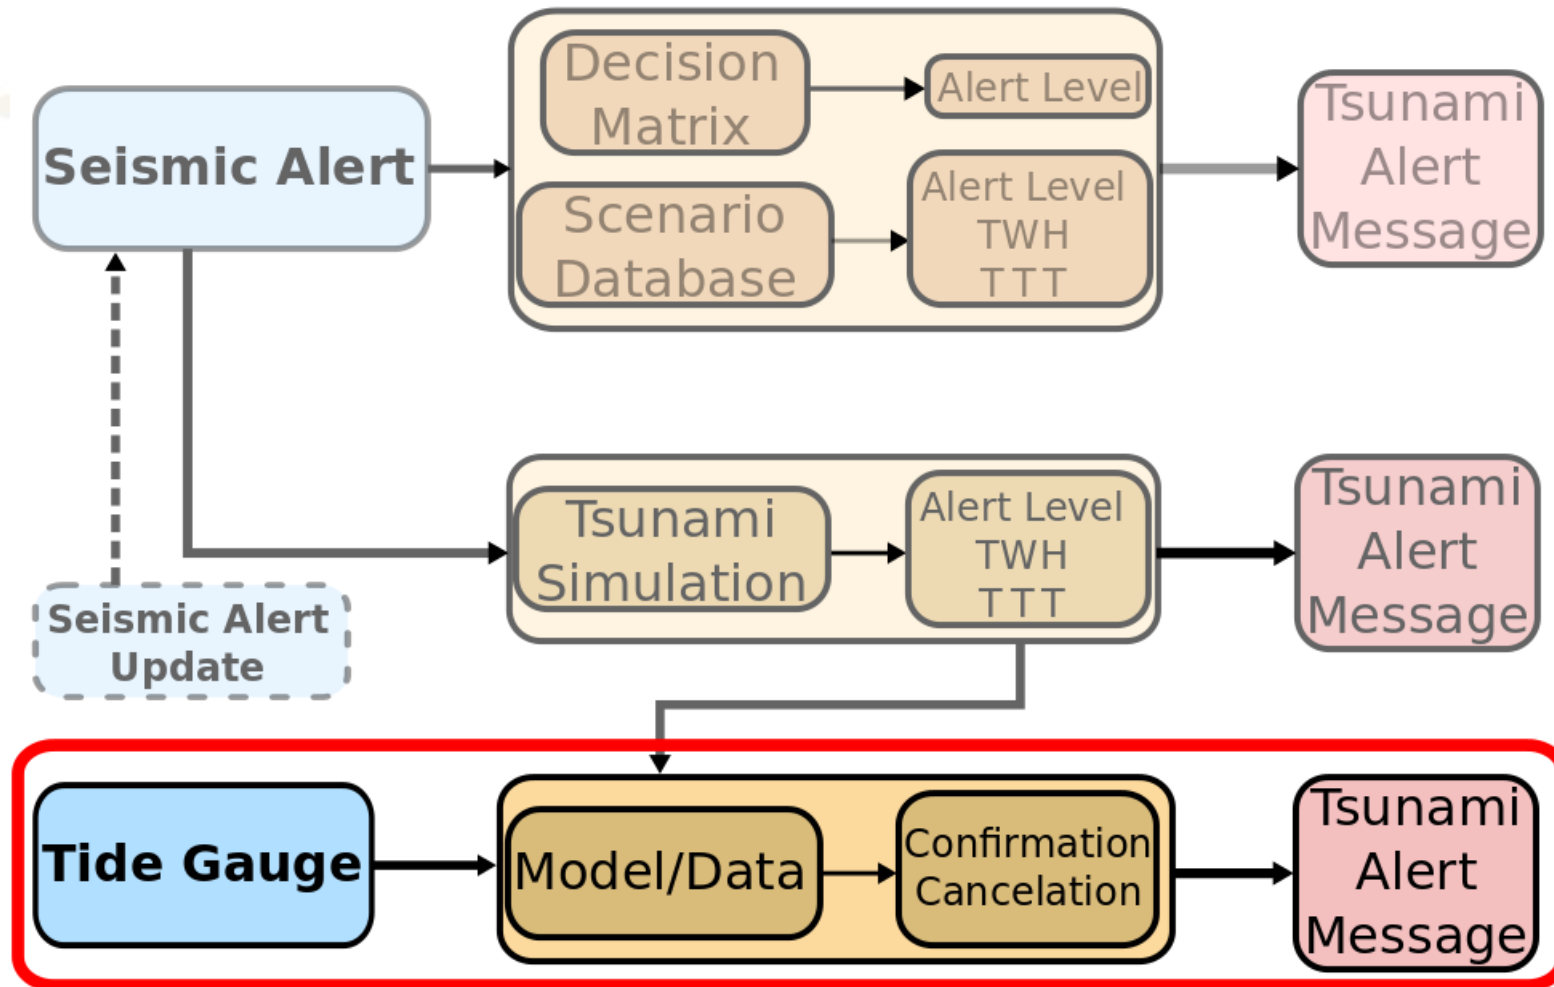 Decision
Matrix
Alert Level
Seismic Alert
Scenario
Database
Alert Level
TWH
TTT
Tsunami
Alert
Message
Tsunami
Simulation
Alert Level
TWH
TTT
Tsunami
Alert
Message
Seismic Alert
Update
Tide Gauge
Model/Data
Confirmation
Cancelation
Tsunami
Alert
Message